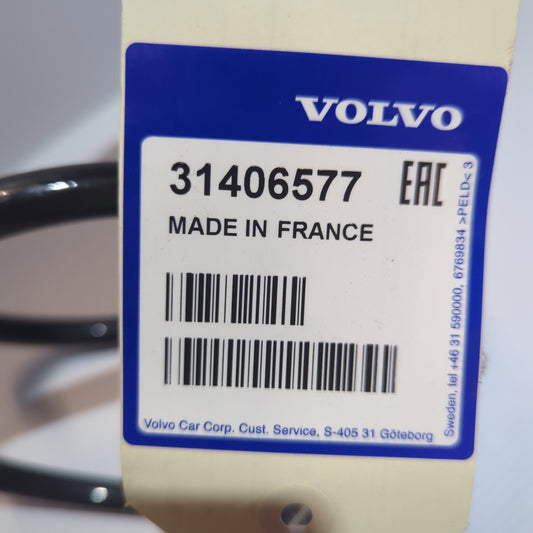 VOLVO
31406577 EAC
MADE IN FRANCE
Volvo Car Corp. Cust. Service, S-405 31 Göteborg
Sweden, tel +46 31 590000, 6769834 >PELD< 3